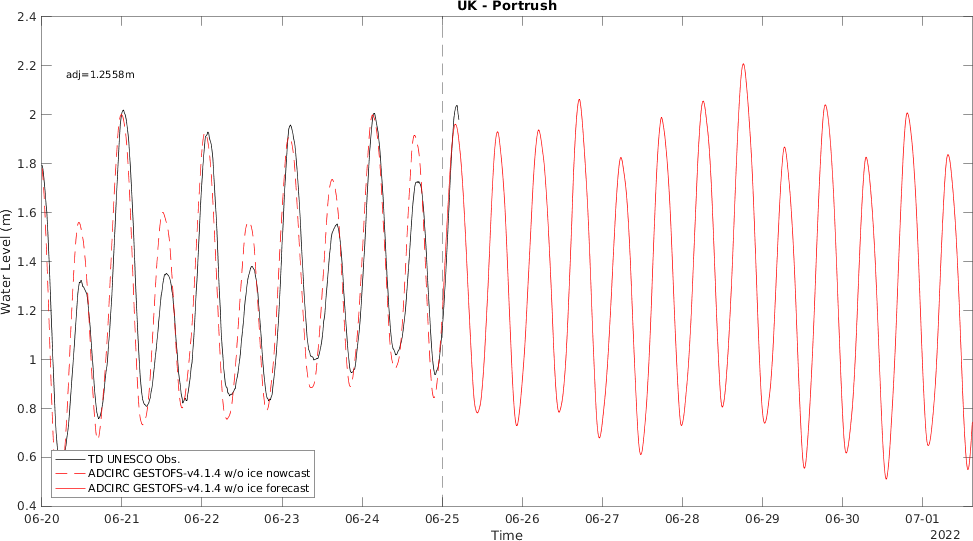 UK - Portrush
2.4
2.2
2
1.8
1.6
1.4
1.2
1
0.8
0.6
0.4
Water Level (m)
adj=1.2558m
TD UNESCO Obs.
ADCIRC GESTOFS-v4.1.4 w/o ice nowcast
ADCIRC GESTOFS-v4.1.4 w/o ice forecast
06-20 06-21 06-22 06-23 06-24 06-25 06-26 06-27 06-28 06-29 06-30 07-01
2022
Time